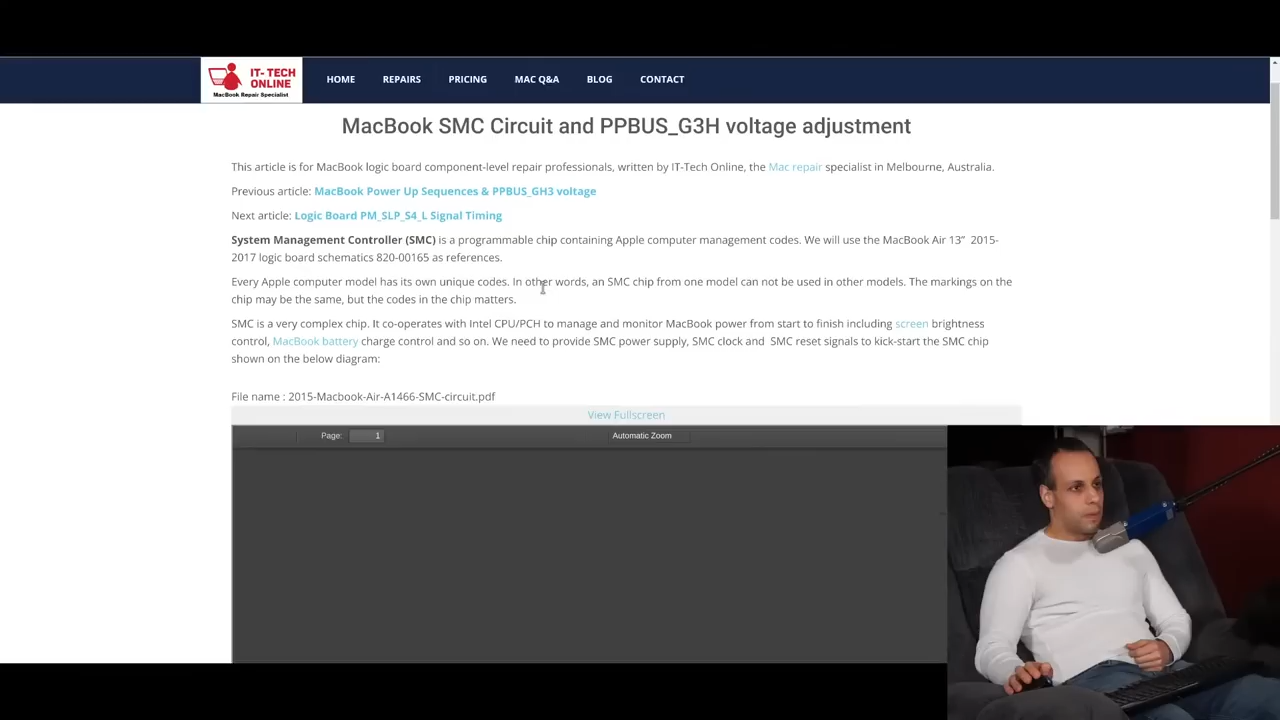 IT- TECH
ONLINE
MacBook Repair Specialist
HOME
REPAIRS
PRICING
MAC Q&A
BLOG
CONTACT
MacBook SMC Circuit and PPBUS_G3H voltage adjustment
This article is for MacBook logic board component-level repair professionals, written by IT-Tech Online, the Mac repair specialist in Melbourne, Australia.
Previous article: MacBook Power Up Sequences & PPBUS_GH3 voltage
Next article: Logic Board PM_SLP_S4_L Signal Timing
System Management Controller (SMC) is a programmable chip containing Apple computer management codes. We will use the MacBook Air 13” 2015-
2017 logic board schematics 820-00165 as references.
Every Apple computer model has its own unique codes. In other words, an SMC chip from one model can not be used in other models. The markings on the
chip may be the same, but the codes in the chip matters.
SMC is a very complex chip. It co-operates with Intel CPU/PCH to manage and monitor MacBook power from start to finish including screen brightness
control, MacBook battery charge control and so on. We need to provide SMC power supply, SMC clock and SMC reset signals to kick-start the SMC chip
shown on the below diagram:
File name : 2015-Macbook-Air-A1466-SMC-circuit.pdf
View Fullscreen
Page: 1
Automatic Zoom